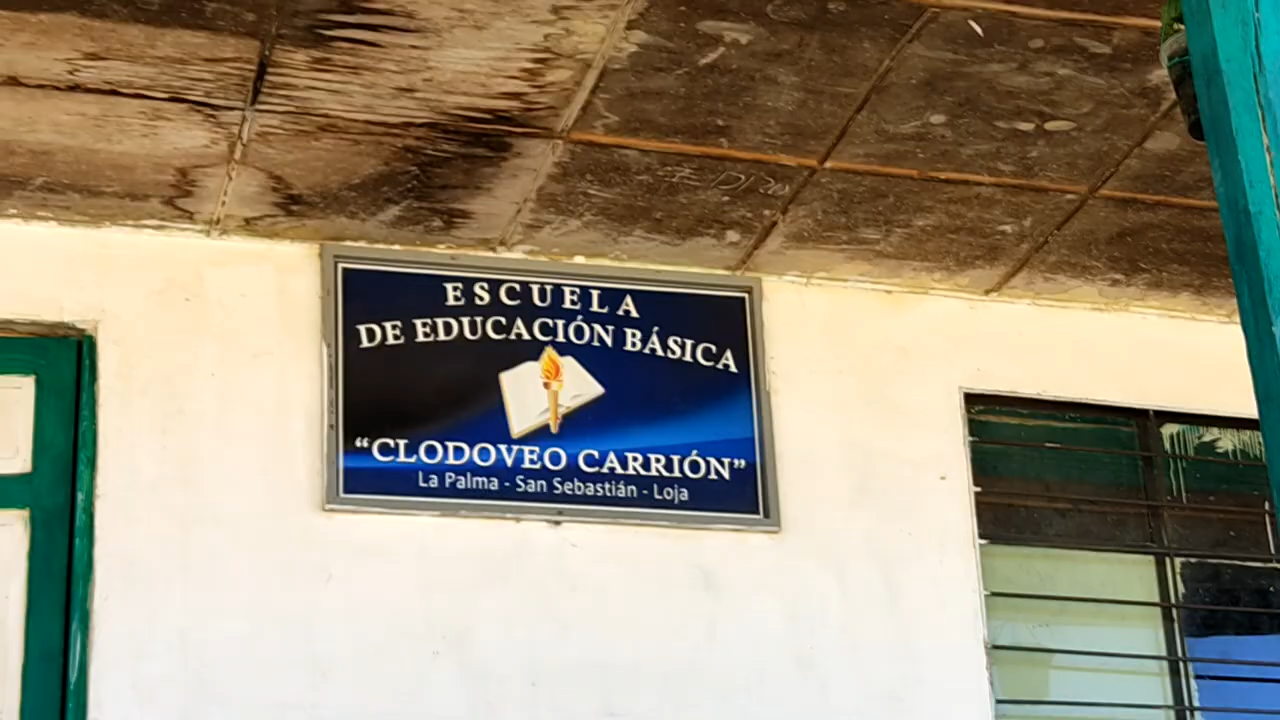 ESCUELA
DE EDUCACIÓN BÁSICA
“CLODOVEO CARRIÓN”
La Palma - San Sebastián - Loja